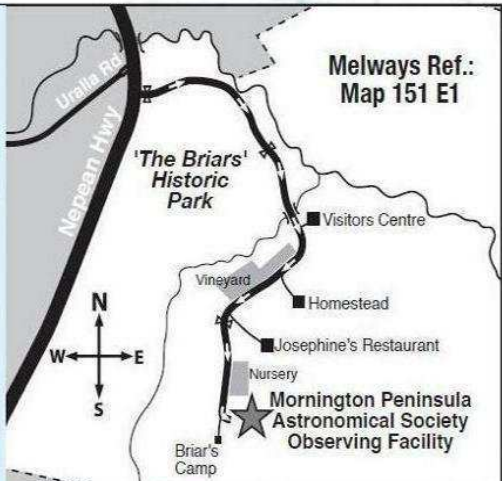 Melways Ref.:
Map 151 E1
Uralla Rd
Nepean Hwy
'The Briars'
Historic
Park
Visitors Centre
Vineyard
Homestead
N
W
E
S
Josephine's Restaurant
Nursery
Mornington Peninsula
Astronomical Society
Observing Facility
Briar's
Camp